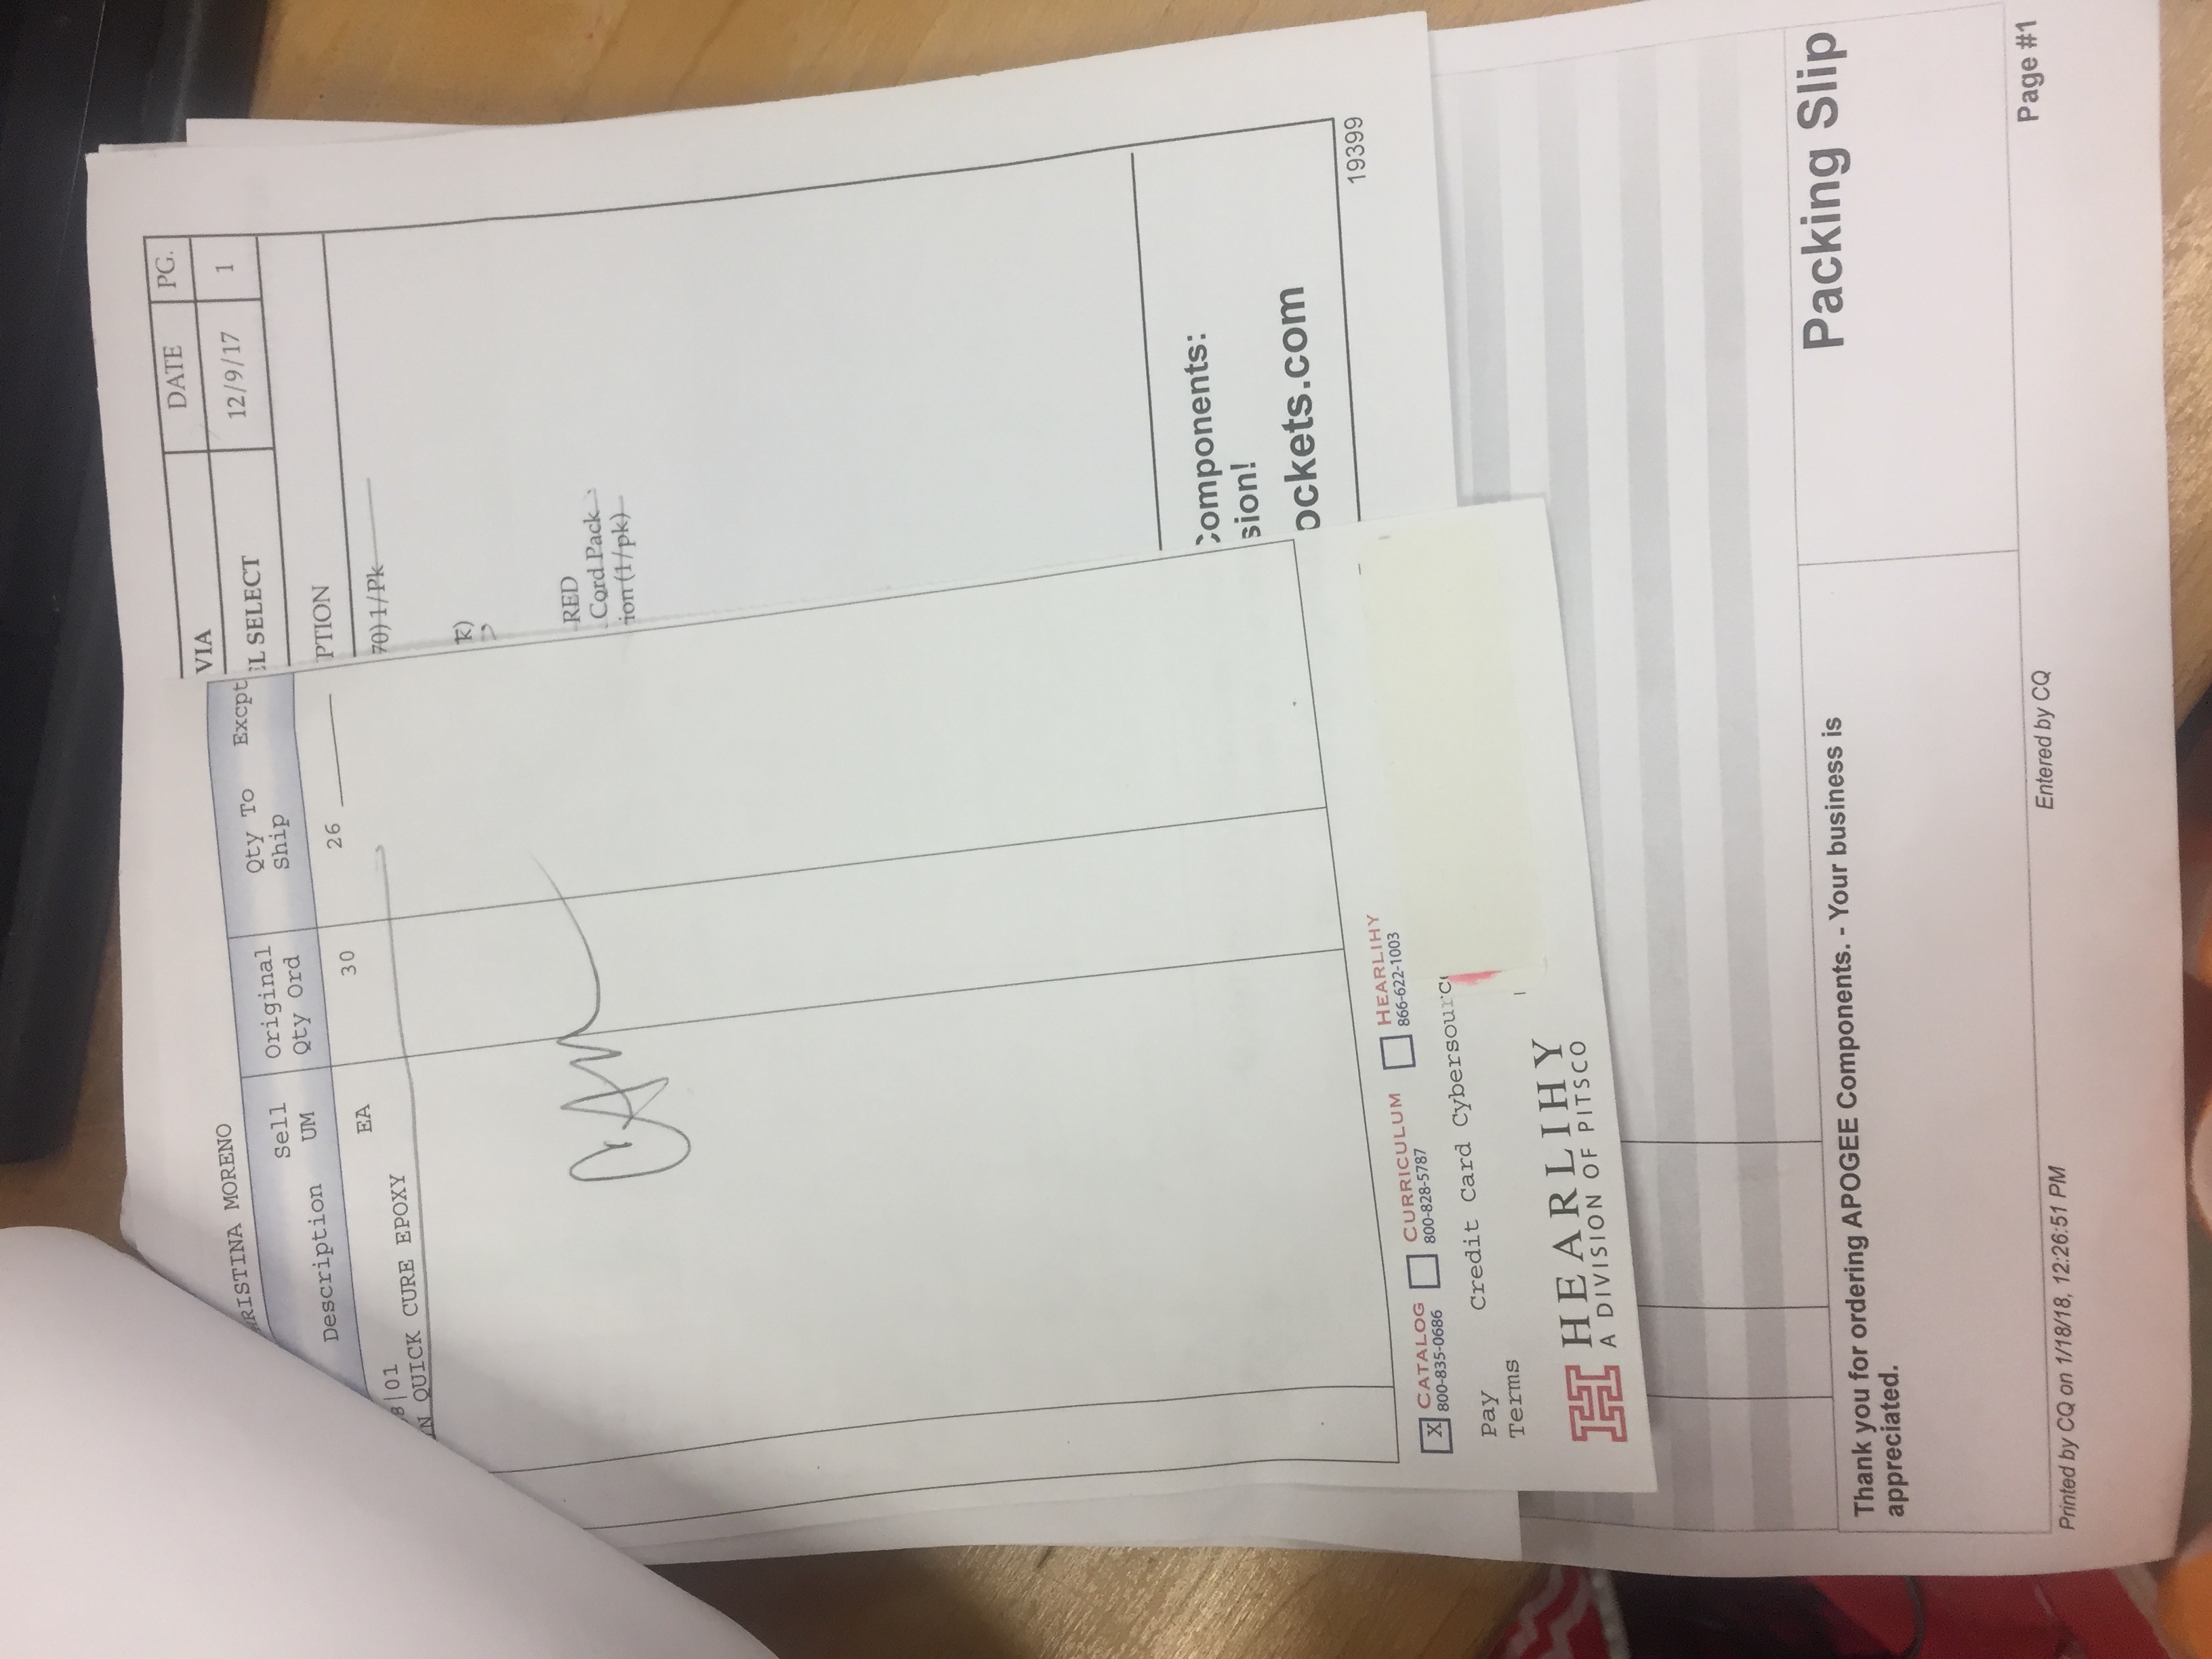 RISTINA MORENO
Description Sell UM Original Qty Ord Qty To Ship Excpt
8|01 EA 30 26
N QUICK CURE EPOXY
CAM
X CATALOG 800-835-0686 CURRICULUM 800-828-5787 HEARLIHY 866-622-1003
Pay Terms Credit Card Cybersource
HEARLIHY
A DIVISION OF PITSCO
VIA DATE PG.
EL SELECT 12/9/17 1
PTION
70) 1/Pk
k)
RED
Cord Pack
ion (1/pk)
Components:
sion!
ockets.com
19399
Thank you for ordering APOGEE Components. - Your business is
appreciated.
Packing Slip
Printed by CQ on 1/18/18, 12:26:51 PM Entered by CQ Page #1